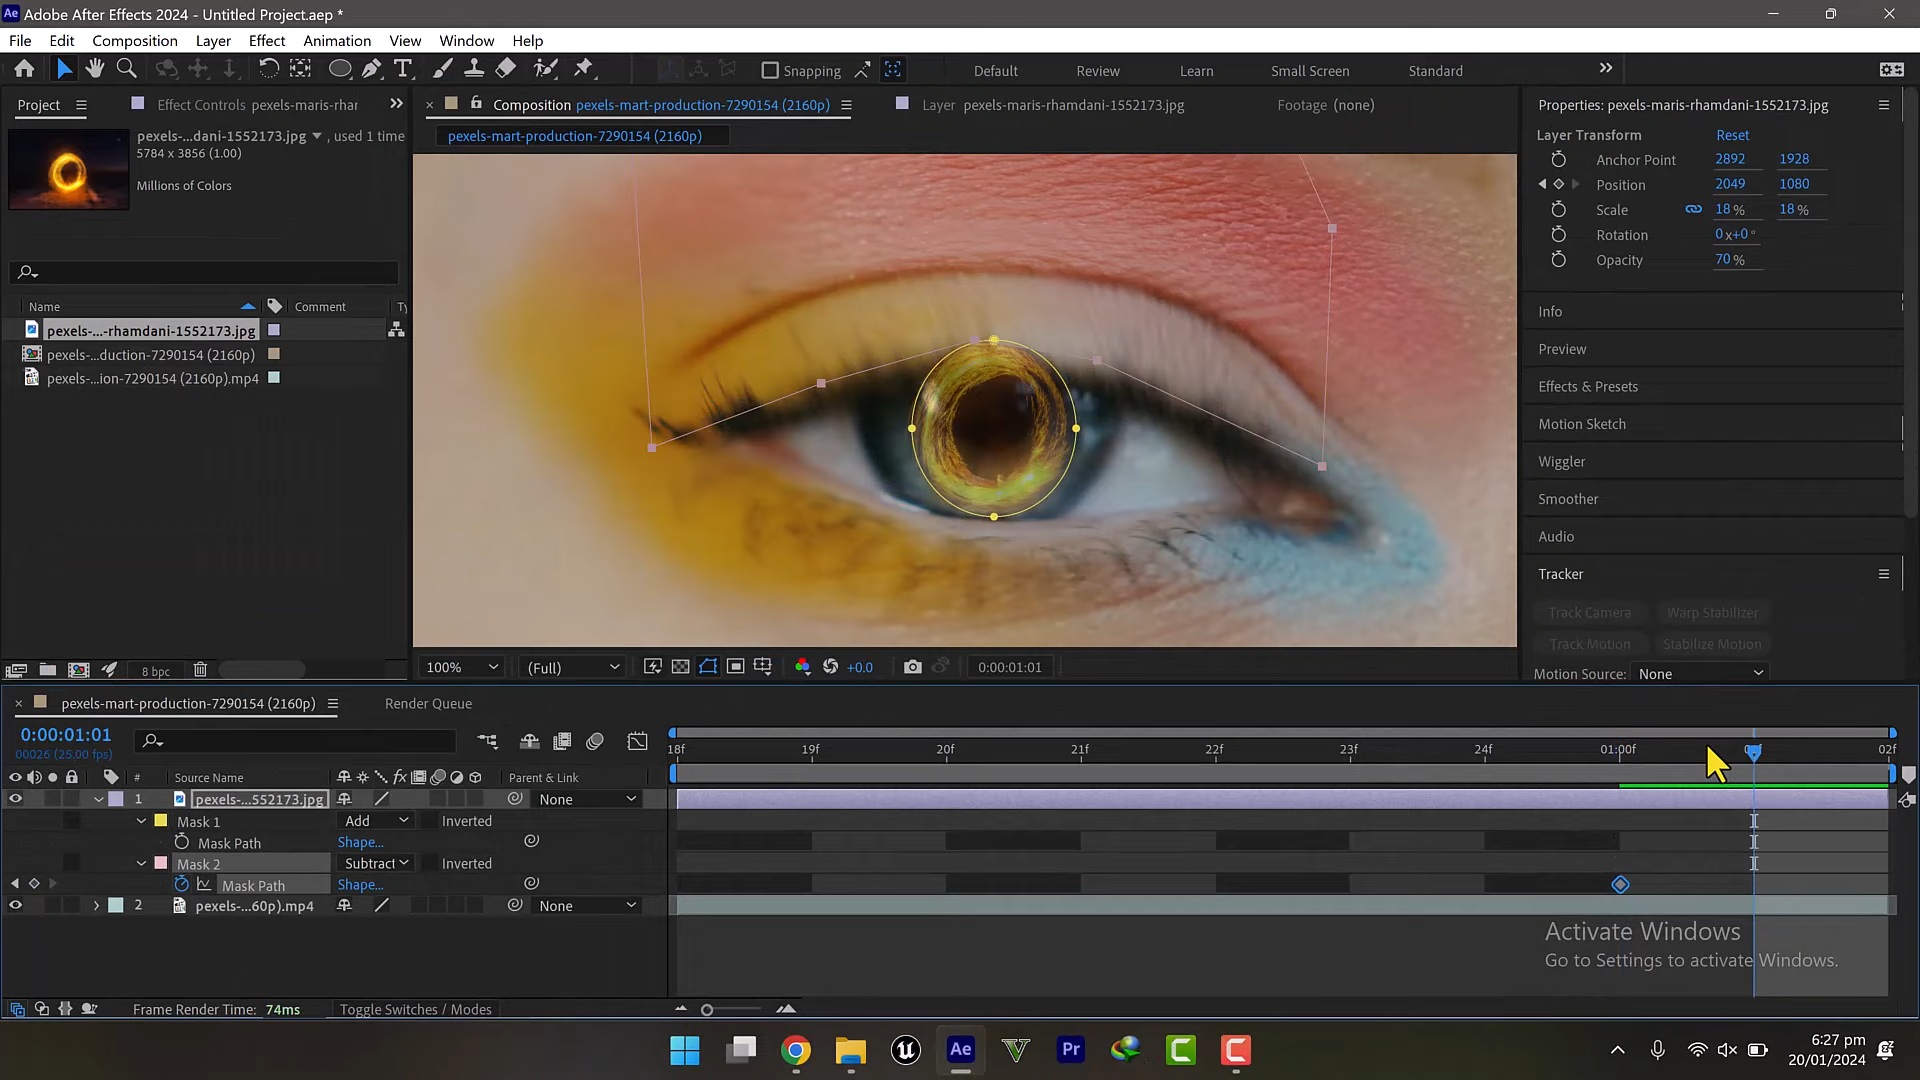 Adobe After Effects 2024 - Untitled Project.aep *
File Edit Composition Layer Effect Animation View Window Help
Snapping
Default Review Learn Small Screen Standard
Project
Effect Controls pexels-maris-rhar
Composition pexels-mart-production-7290154 (2160p)
Layer pexels-maris-rhamdani-1552173.jpg
Footage (none)
pexels-...dani-1552173.jpg , used 1 time
5784 x 3856 (1.00)
Millions of Colors
pexels-mart-production-7290154 (2160p)
Name Comment Ty
pexels-...-rhamdani-1552173.jpg
pexels-...duction-7290154 (2160p)
pexels-...ion-7290154 (2160p).mp4
8 bpc
100% (Full) +0.0 0:00:01:01
Properties: pexels-maris-rhamdani-1552173.jpg
Layer Transform Reset
Anchor Point 2892 1928
Position 2049 1080
Scale 18 % 18 %
Rotation 0x+0°
Opacity 70 %
Info
Preview
Effects & Presets
Motion Sketch
Wiggler
Smoother
Audio
Tracker
Track Camera Warp Stabilizer
Track Motion Stabilize Motion
Motion Source: None
pexels-mart-production-7290154 (2160p)
Render Queue
0:00:01:01
00026 (25.00 fps)
18f 19f 20f 21f 22f 23f 24f 01:00f 02f
# Source Name Parent & Link
1 pexels-...552173.jpg None
Mask 1 Add Inverted
Mask Path Shape...
Mask 2 Subtract Inverted
Mask Path Shape...
2 pexels-...60p).mp4 None
Activate Windows
Go to Settings to activate Windows.
Frame Render Time: 74ms Toggle Switches / Modes
Ae Pr
6:27 pm
20/01/2024